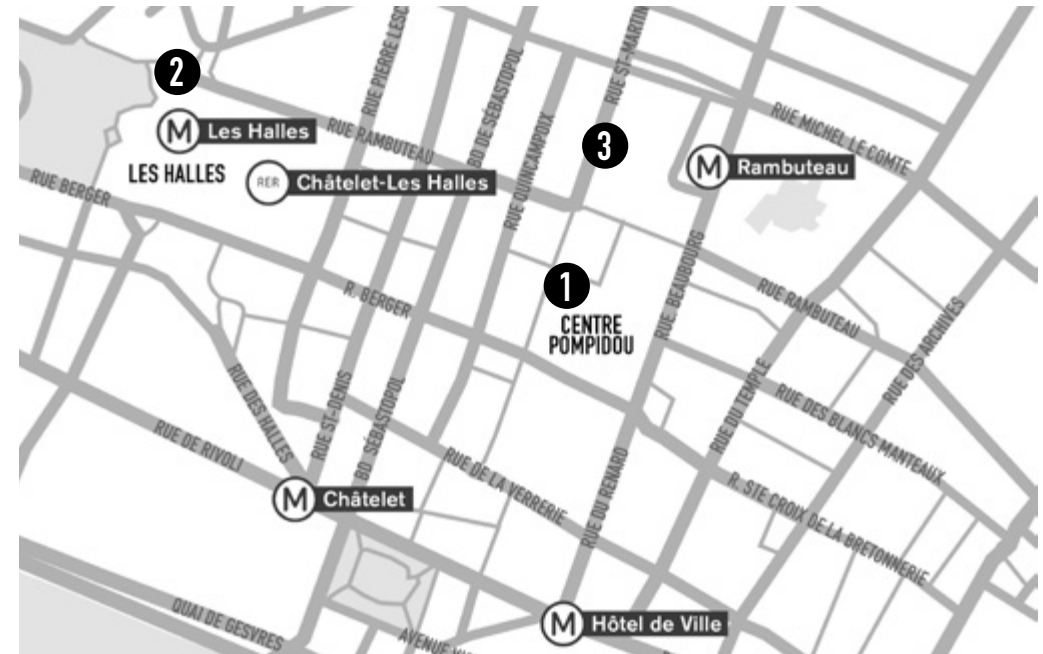 2
M Les Halles
LES HALLES
RER Châtelet-Les Halles
RUE BERGER
RUE PIERRE LESC
RUE RAMBUTEAU
BD DE SÉBASTOPOL
RUE QUINCAMPOIX
RUE ST-MARTIN
3
M Rambuteau
RUE MICHEL LE COMTE
1
CENTRE
POMPIDOU
R. BERGER
RUE. BEAUBOURG
RUE RAMBUTEAU
RUE DES ARCHIVES
RUE DU TEMPLE
RUE DES BLANCS MANTEAUX
RUE DES HALLES
RUE ST-DENIS
BD SÉBASTOPOL
RUE DE RIVOLI
M Châtelet
RUE DE LA VERRERIE
RUE DU RENARD
R. STE CROIX DE LA BRETONNERIE
M Hôtel de Ville
QUAI DE GESVRES
AVENUE